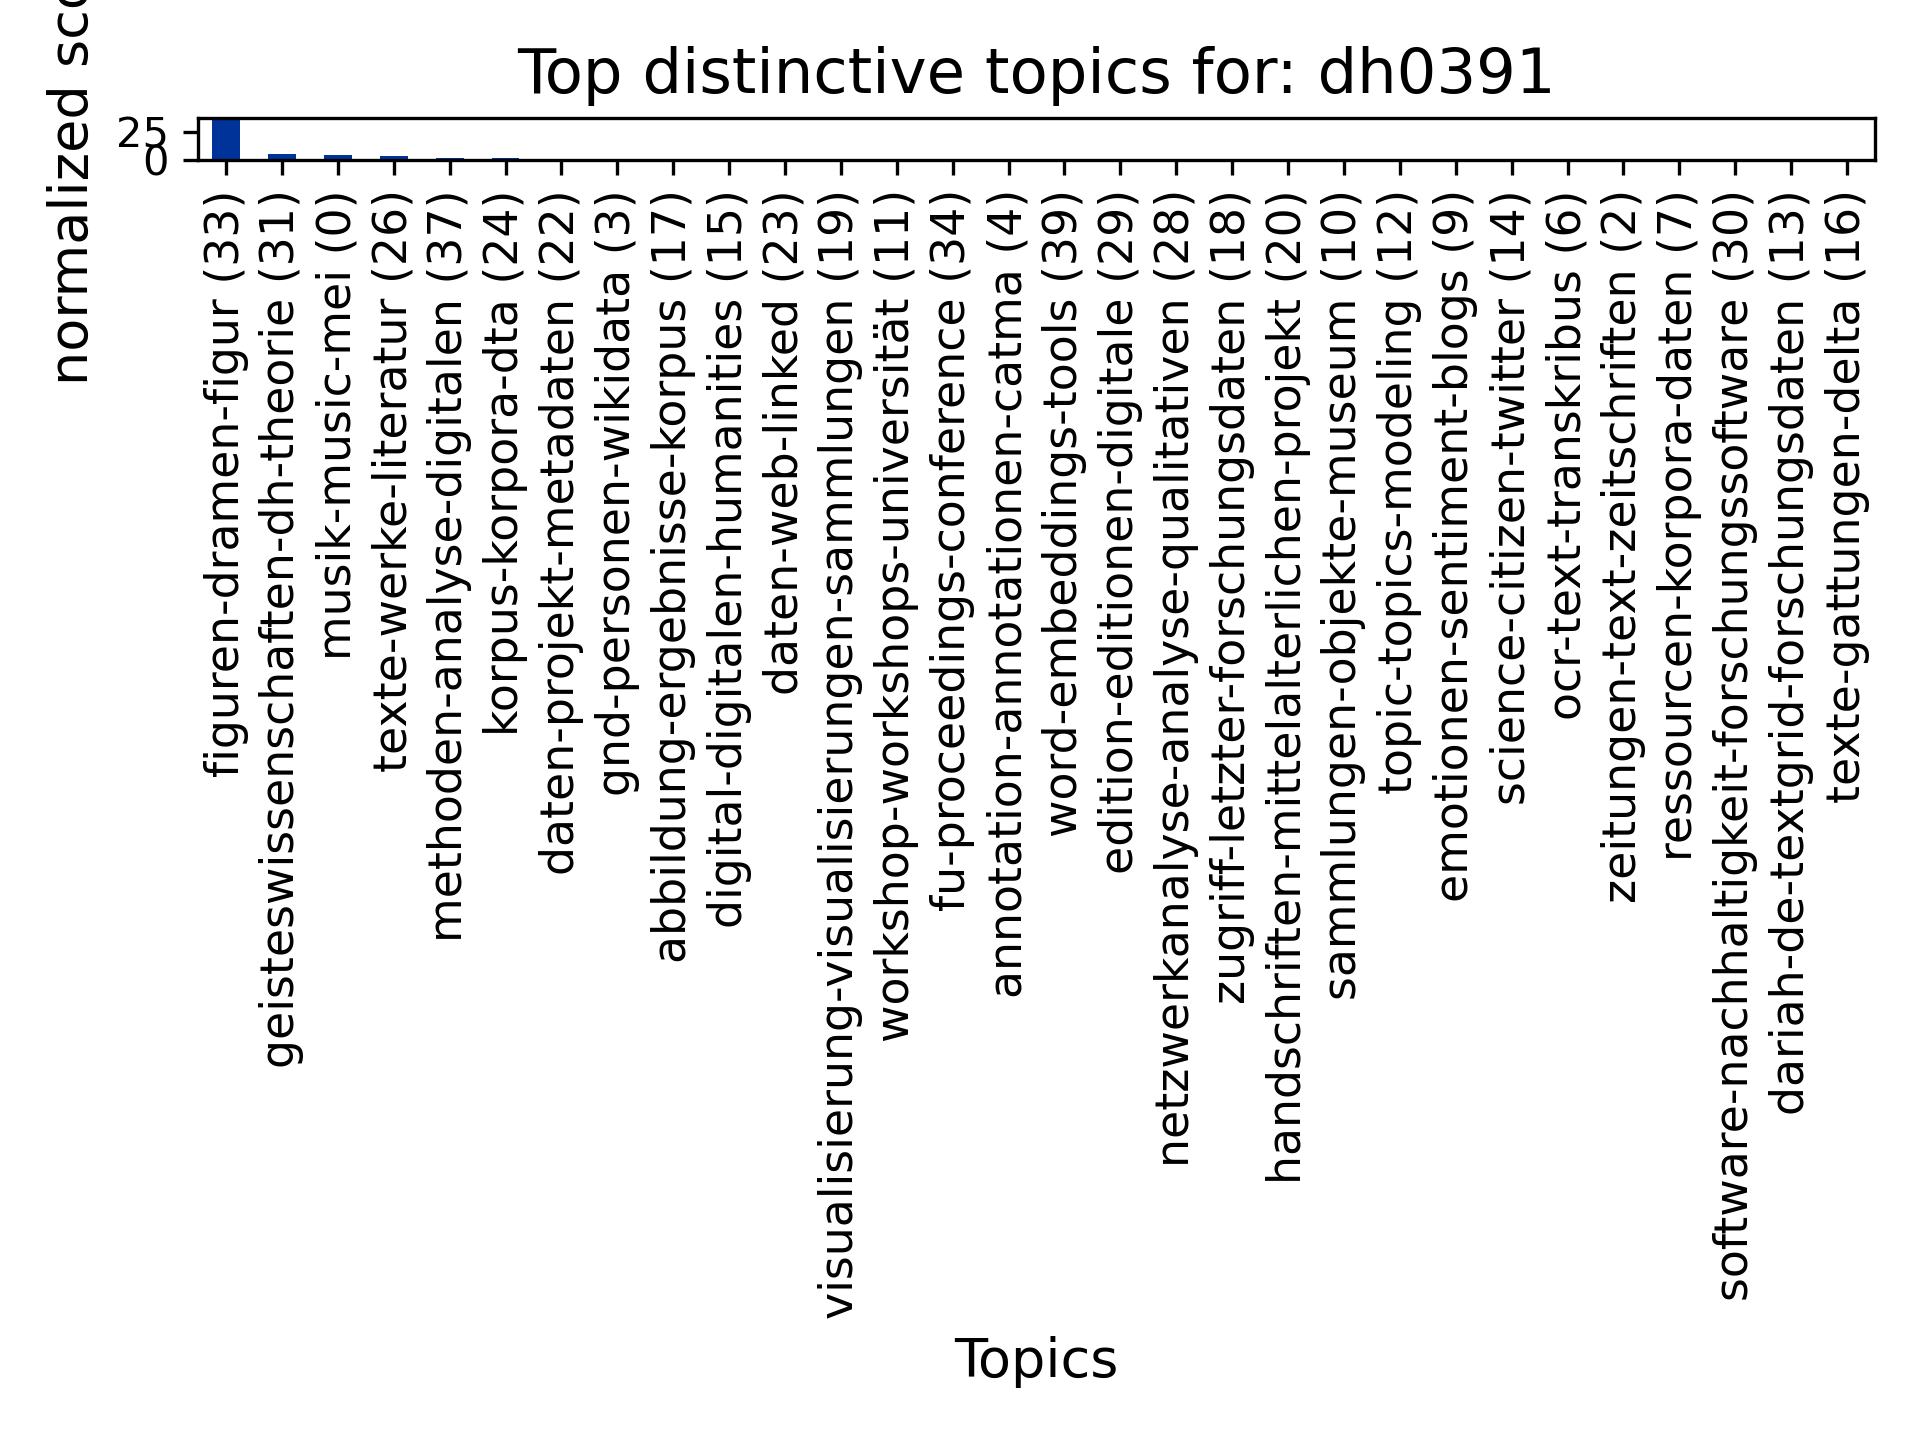 Top distinctive topics for: dh0391
normalized
25
0
figuren-dramen-figur (33)
geisteswissenschaften-dh-theorie (31)
musik-music-mei (0)
texte-werke-literatur (26)
methoden-analyse-digitalen (37)
korpus-korpora-dta (24)
daten-projekt-metadaten (22)
gnd-personen-wikidata (3)
abbildung-ergebnisse-korpus (17)
digital-digitalen-humanities (15)
daten-web-linked (23)
visualisierung-visualisierungen-sammlungen (19)
workshop-workshops-universität (11)
fu-proceedings-conference (34)
annotation-annotationen-catma (4)
word-embeddings-tools (39)
edition-editionen-digitale (29)
netzwerkanalyse-analyse-qualitativen (28)
zugriff-letzter-forschungsdaten (18)
handschriften-mittelalterlichen-projekt (20)
sammlungen-objekte-museum (10)
topic-topics-modeling (12)
emotionen-sentiment-blogs (9)
science-citizen-twitter (14)
ocr-text-transkribus (6)
zeitungen-text-zeitschriften (2)
ressourcen-korpora-daten (7)
software-nachhaltigkeit-forschungssoftware (30)
dariah-de-textgrid-forschungsdaten (13)
texte-gattungen-delta (16)
Topics